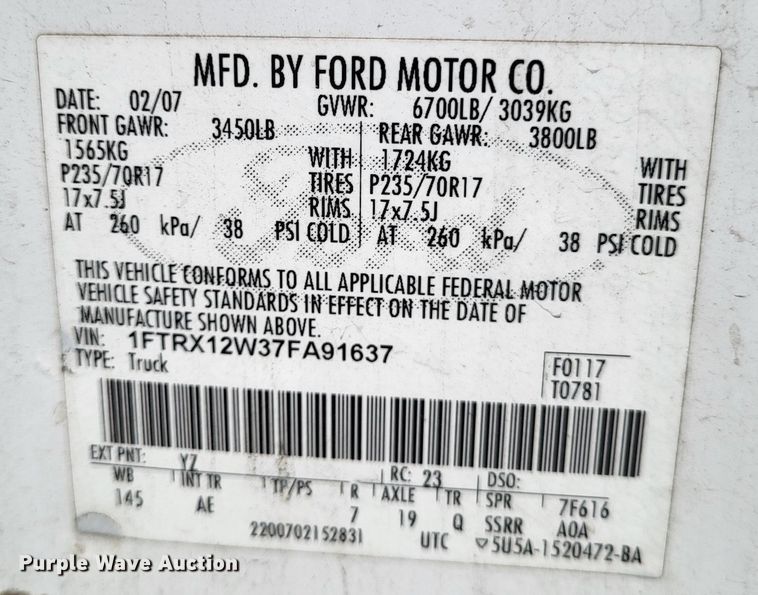 MFD. BY FORD MOTOR CO.
DATE: 02/07 GVWR: 6700LB/ 3039KG
FRONT GAWR: 3450LB REAR GAWR: 3800LB
1565KG WITH 1724KG WITH
P235/70R17 TIRES P235/70R17 TIRES
17x7.5J RIMS 17x7.5J RIMS
AT 260 kPa/ 38 PSI COLD AT 260 kPa/ 38 PSI COLD
THIS VEHICLE CONFORMS TO ALL APPLICABLE FEDERAL MOTOR
VEHICLE SAFETY STANDARDS IN EFFECT ON THE DATE OF
MANUFACTURE SHOWN ABOVE.
VIN: 1FTRX12W37FA91637
TYPE: Truck
F0117
T0781
EXT PNT: YZ RC: 23 DSO:
WB INT TR TP/PS R AXLE TR SPR 7F616
145 AE 7 19 Q SSRR AOA
2200702152831 UTC ▽5U5A-1520472-BA
Purple Wave Auction